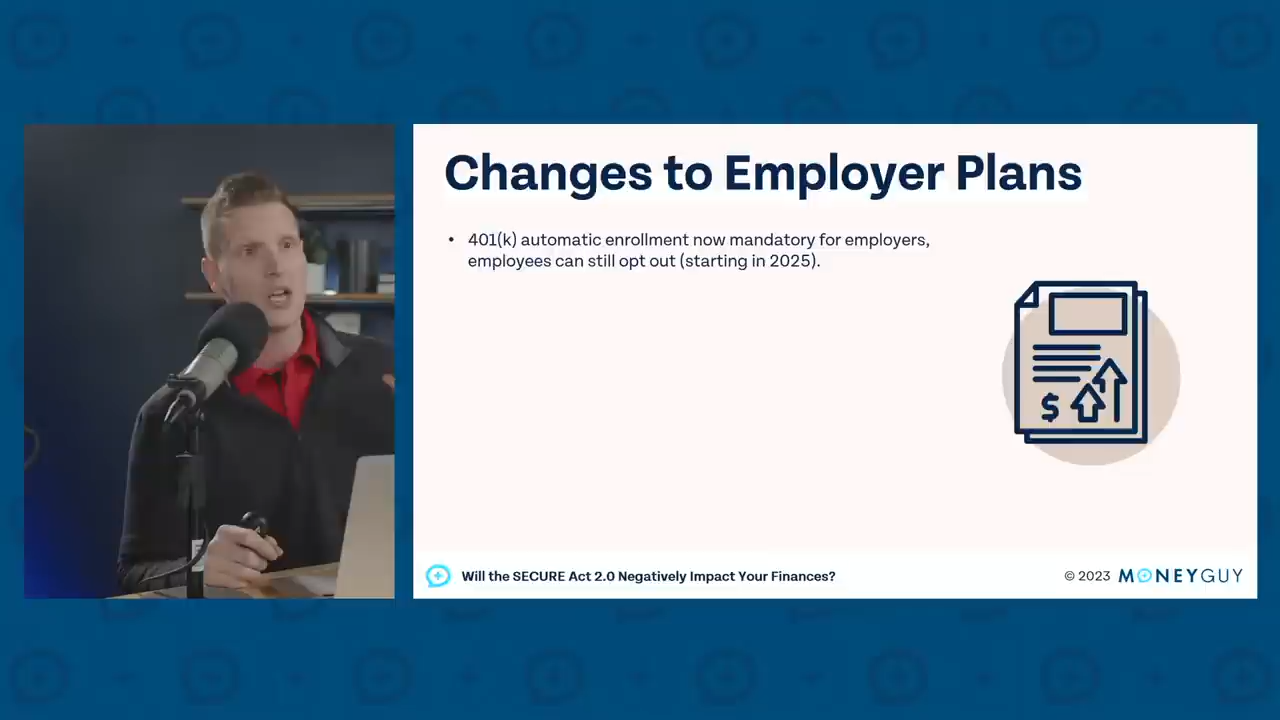 Changes to Employer Plans
• 401(k) automatic enrollment now mandatory for employers,
employees can still opt out (starting in 2025).
$
Will the SECURE Act 2.0 Negatively Impact Your Finances?
© 2023 MONEYGUY